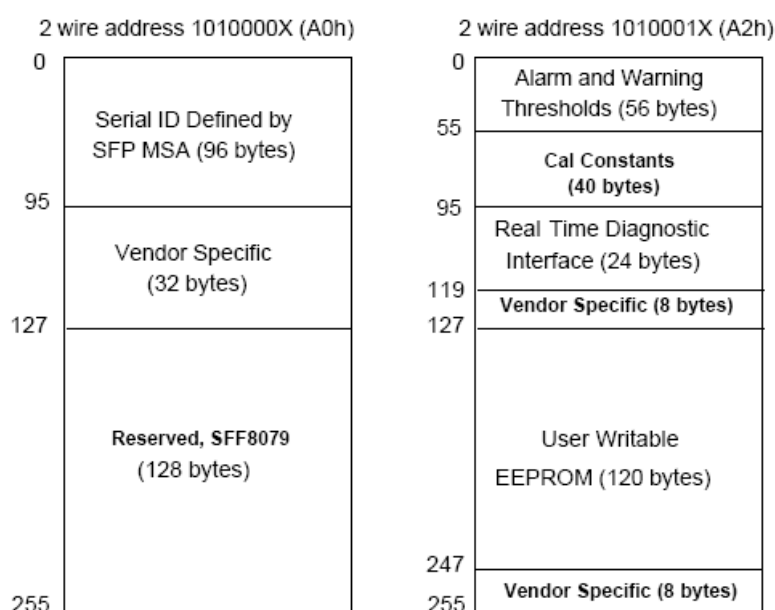 2 wire address 1010000X (A0h)
0
Serial ID Defined by
SFP MSA (96 bytes)
95
Vendor Specific
(32 bytes)
127
Reserved, SFF8079
(128 bytes)
255
2 wire address 1010001X (A2h)
0
Alarm and Warning
Thresholds (56 bytes)
55
Cal Constants
(40 bytes)
95
Real Time Diagnostic
Interface (24 bytes)
119
Vendor Specific (8 bytes)
127
User Writable
EEPROM (120 bytes)
247
Vendor Specific (8 bytes)
255